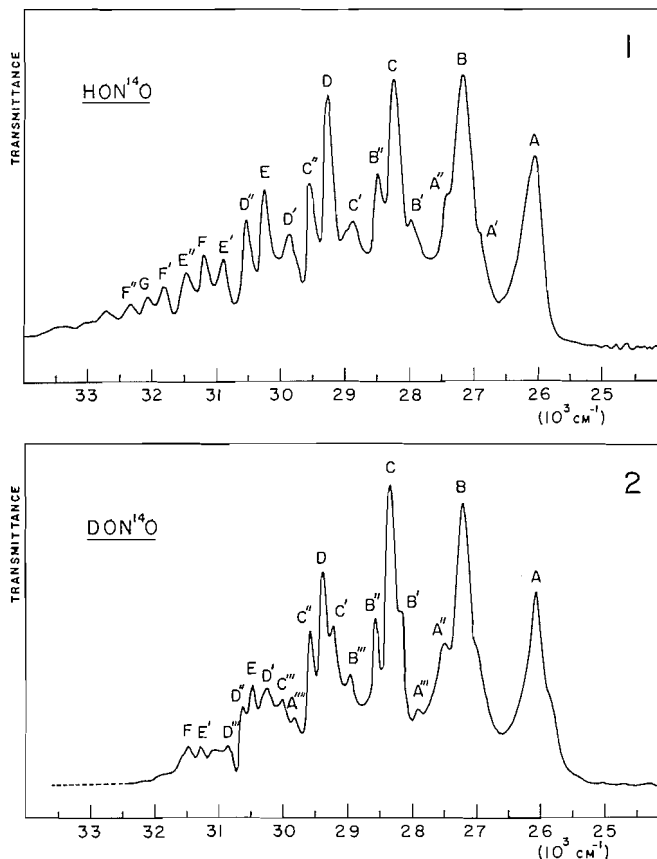 1
HON¹⁴O
TRANSMITTANCE
A
A'
B
A"
B'
C
B"
C'
D
C"
D'
E
D"
E'
F
E"
F'
G
F"
33 32 31 30 29 28 27 26 25
(10³ CM⁻¹)
2
DON¹⁴O
TRANSMITTANCE
A
B
A"
A'''
B'
C
B"
B'''
C'
D
C"
A''''
C'''
D'
E
D"
D'''
E'
F
33 32 31 30 29 28 27 26 25
(10³ CM⁻¹)